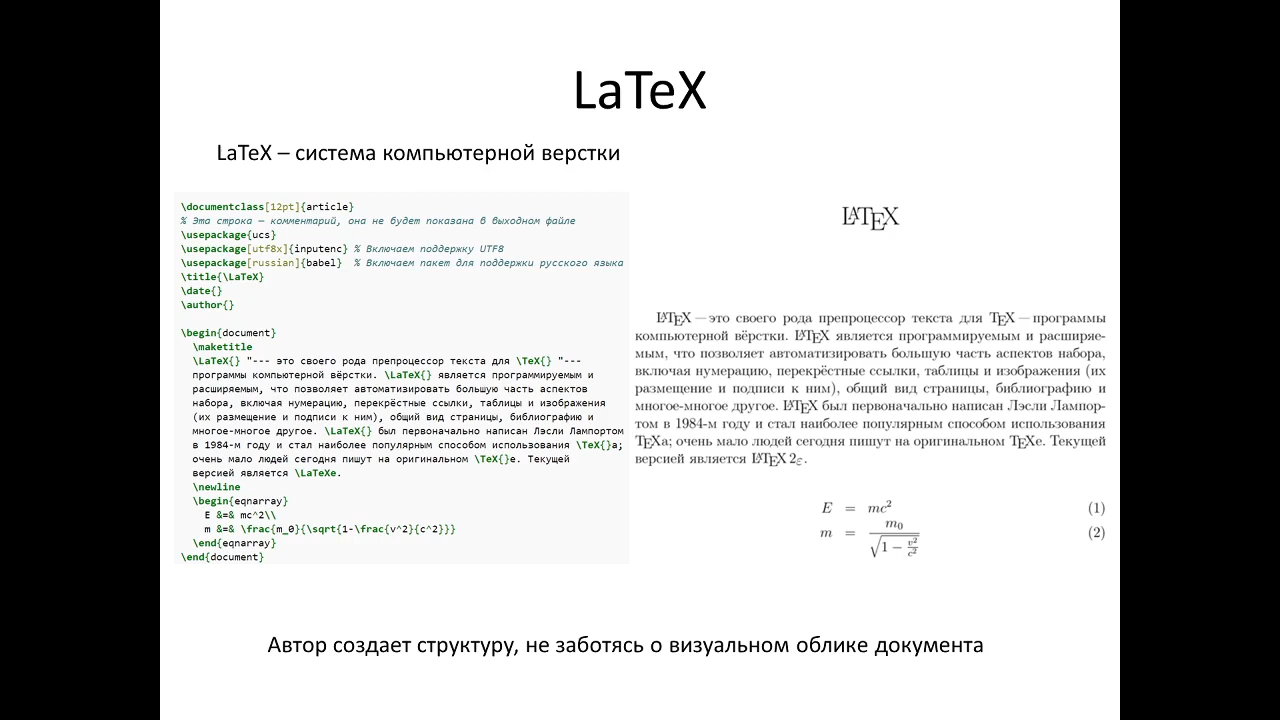 LaTeX
LaTeX – система компьютерной верстки
\documentclass[12pt]{article}
% Эта строка — комментарий, она не будет показана в выходном файле
\usepackage{ucs}
\usepackage[utf8x]{inputenc} % Включаем поддержку UTF8
\usepackage[russian]{babel}  % Включаем пакет для поддержки русского языка
\title{\LaTeX}
\date{}
\author{}
\begin{document}
  \maketitle
  \LaTeX{} "--- это своего рода препроцессор текста для \TeX{} "---
  программы компьютерной вёрстки. \LaTeX{} является программируемым и
  расширяемым, что позволяет автоматизировать большую часть аспектов
  набора, включая нумерацию, перекрёстные ссылки, таблицы и изображения
  (их размещение и подписи к ним), общий вид страницы, библиографию и
  многое-многое другое. \LaTeX{} был первоначально написан Лэсли Лампортом
  в 1984-м году и стал наиболее популярным способом использования \TeX{}а;
  очень мало людей сегодня пишут на оригинальном \TeX{}е. Текущей
  версией является \LaTeXe.
  \newline
  \begin{eqnarray}
    E &=& mc^2\\
    m &=& \frac{m_0}{\sqrt{1-\frac{v^2}{c^2}}}
  \end{eqnarray}
\end{document}
LATEX
LATEX — это своего рода препроцессор текста для TEX — программы
компьютерной вёрстки. LATEX является программируемым и расширяе-
мым, что позволяет автоматизировать большую часть аспектов набора,
включая нумерацию, перекрёстные ссылки, таблицы и изображения (их
размещение и подписи к ним), общий вид страницы, библиографию и
многое-многое другое. LATEX был первоначально написан Лэсли Лампор-
том в 1984-м году и стал наиболее популярным способом использования
TEXа; очень мало людей сегодня пишут на оригинальном TEXе. Текущей
версией является LATEX 2ε.
E = mc² (1)
m = m₀ / √(1 − v²/c²) (2)
Автор создает структуру, не заботясь о визуальном облике документа